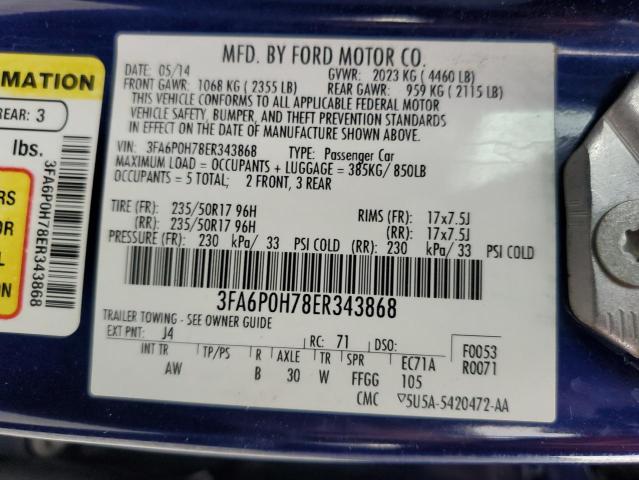 MATION
REAR: 3
lbs.
3FA6P0H78ER343868
ERS
OR
L
ON
MFD. BY FORD MOTOR CO.
DATE: 05/14 GVWR: 2023 KG ( 4460 LB)
FRONT GAWR: 1068 KG ( 2355 LB) REAR GAWR: 959 KG ( 2115 LB)
THIS VEHICLE CONFORMS TO ALL APPLICABLE FEDERAL MOTOR
VEHICLE SAFETY, BUMPER, AND THEFT PREVENTION STANDARDS
IN EFFECT ON THE DATE OF MANUFACTURE SHOWN ABOVE.
VIN: 3FA6P0H78ER343868 TYPE: Passenger Car
MAXIMUM LOAD = OCCUPANTS + LUGGAGE = 385KG/ 850LB
OCCUPANTS = 5 TOTAL; 2 FRONT, 3 REAR
TIRE (FR): 235/50R17 96H RIMS (FR): 17x7.5J
(RR): 235/50R17 96H (RR): 17x7.5J
PRESSURE (FR): 230 kPa/ 33 PSI COLD (RR): 230 kPa/ 33 PSI COLD
3FA6P0H78ER343868
TRAILER TOWING - SEE OWNER GUIDE
EXT PNT: J4 RC: 71 DSO: F0053
R0071
INT TR TP/PS R AXLE TR SPR EC71A
AW B 30 W FFGG 105
CMC ▽5U5A-5420472-AA